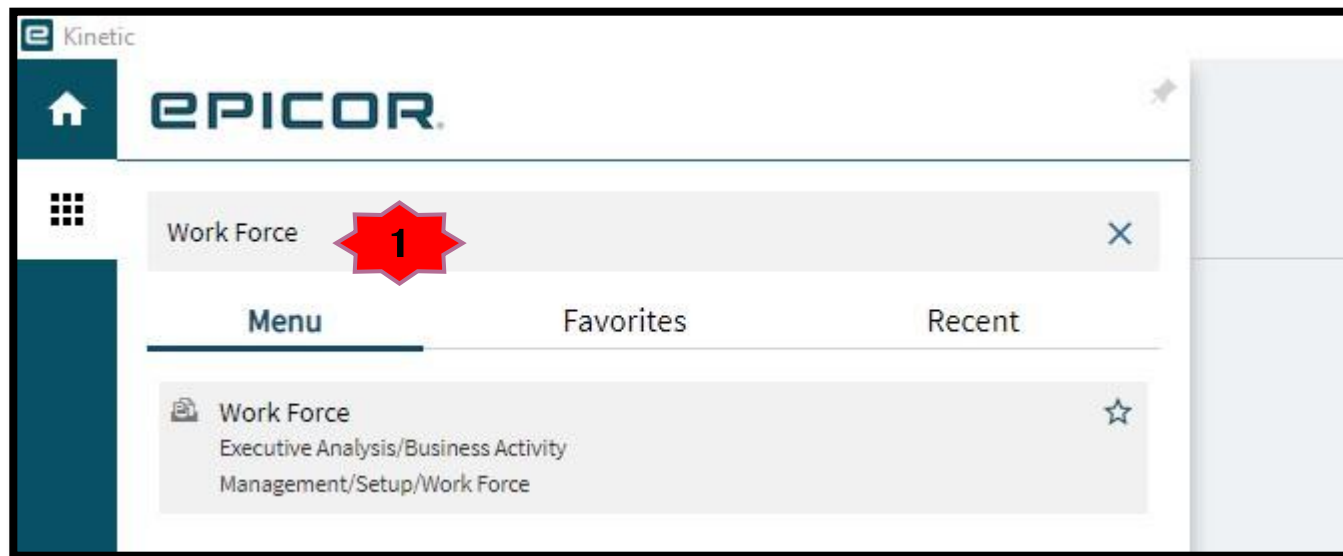 Kinetic
EPICOR.
Work Force
1
Menu
Favorites
Recent
Work Force
Executive Analysis/Business Activity
Management/Setup/Work Force